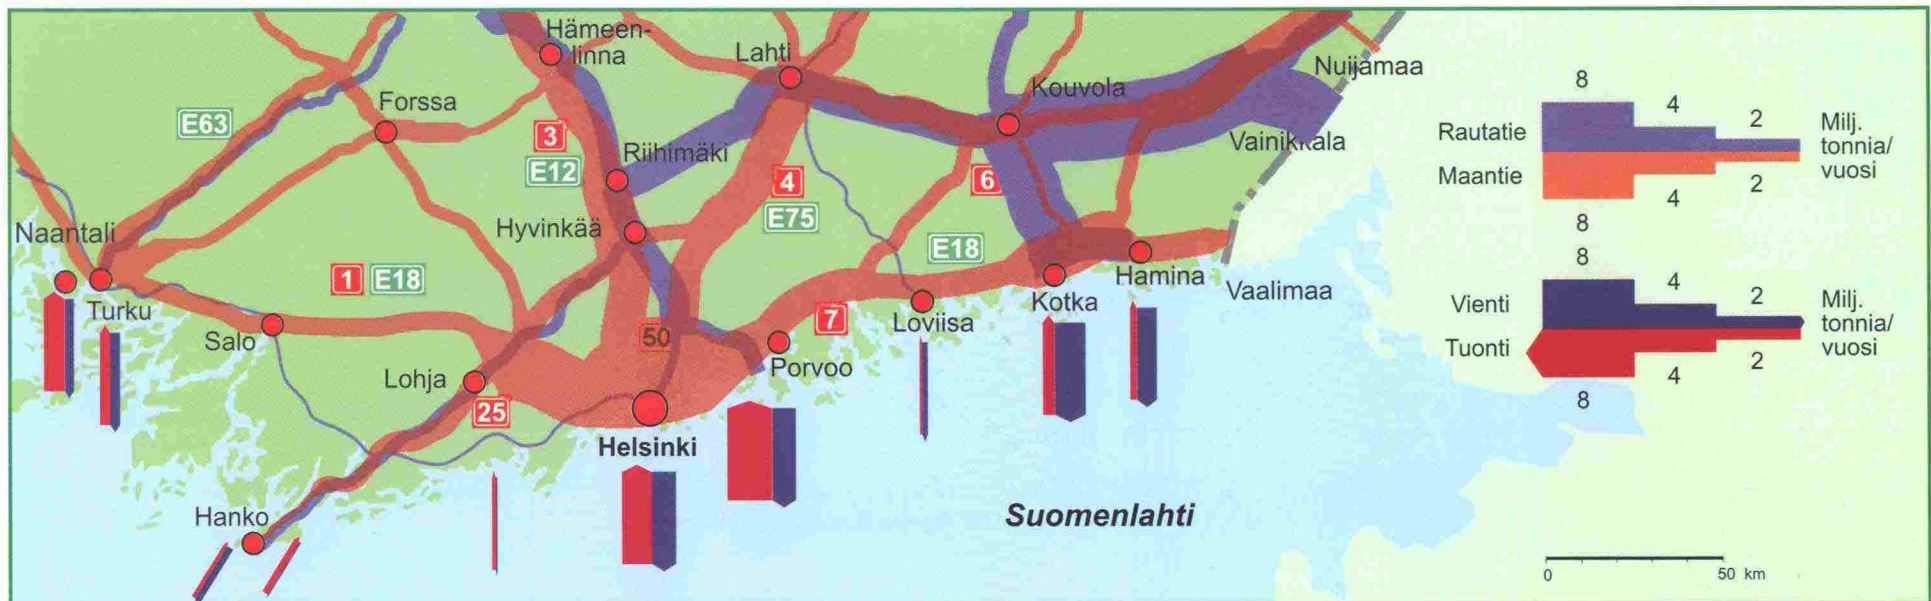 Hämeen-
linna
Lahti
Nuijamaa
Kouvola
E63
Forssa
3
Riihimäki
Vainikkala
E12
4
6
Hyvinkää
E75
Naantali
E18
1 E18
Hamina
Turku
Kotka
Vaalimaa
Salo
50
7
Loviisa
Porvoo
Lohja
25
Helsinki
Hanko
Suomenlahti
8
4
2
Rautatie
Maantie
Milj.
tonnia/
vuosi
2
4
8
8
4
2
Vienti
Tuonti
Milj.
tonnia/
vuosi
2
4
8
0 50 km